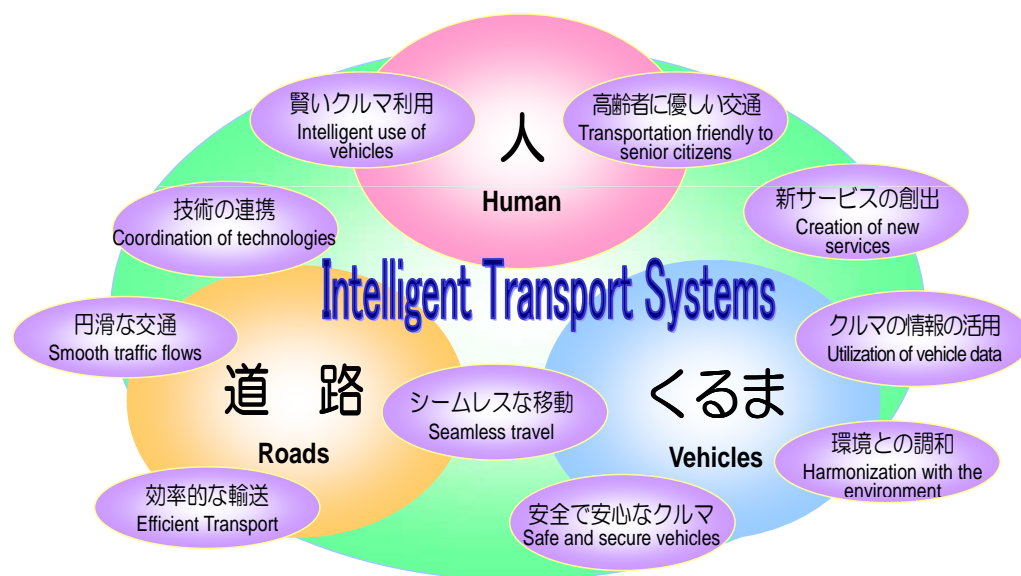 賢いクルマ利用
Intelligent use of
vehicles
高齢者に優しい交通
Transportation friendly to
senior citizens
人
Human
技術の連携
Coordination of technologies
新サービスの創出
Creation of new
services
Intelligent Transport Systems
円滑な交通
Smooth traffic flows
クルマの情報の活用
Utilization of vehicle data
道 路
Roads
シームレスな移動
Seamless travel
くるま
Vehicles
環境との調和
Harmonization with the
environment
効率的な輸送
Efficient Transport
安全で安心なクルマ
Safe and secure vehicles